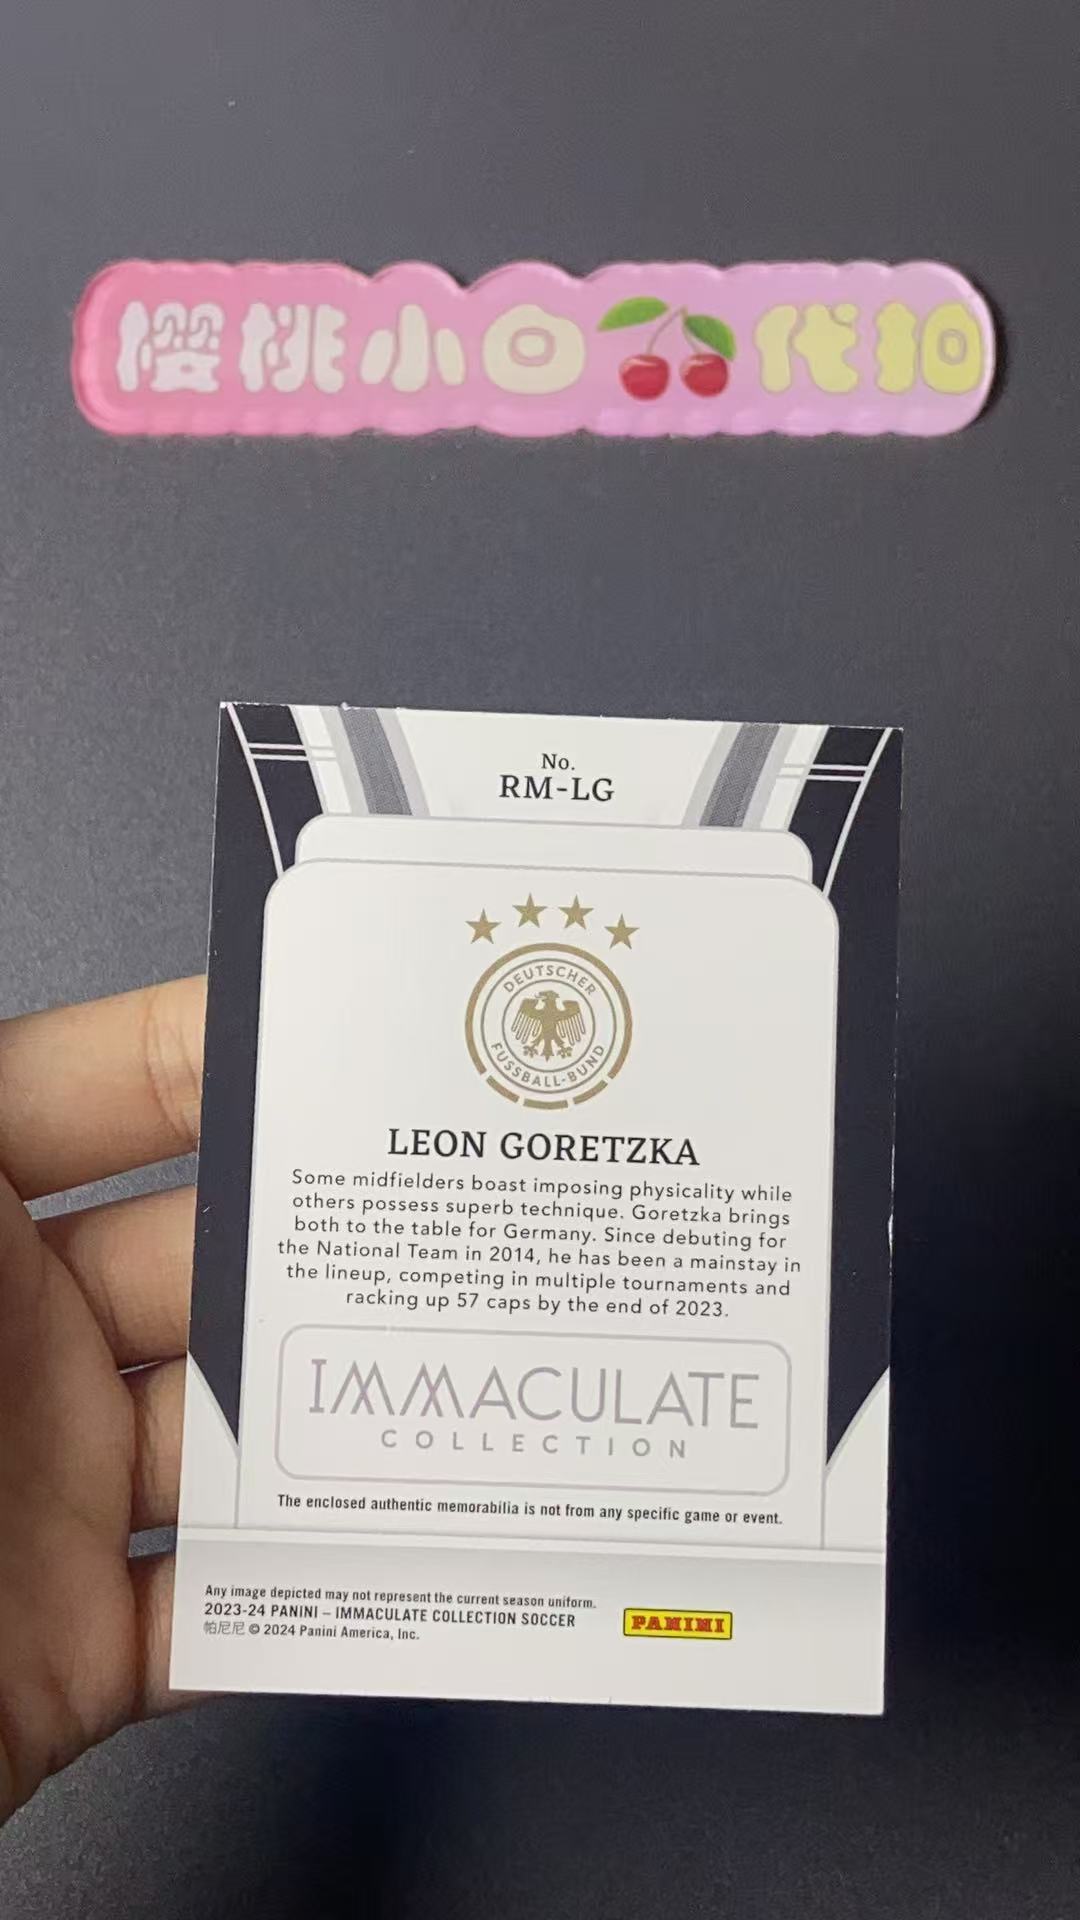 樱桃小口代扣
No.
RM-LG
DEUTSCHER
FUSSBALL-BUND
LEON GORETZKA
Some midfielders boast imposing physicality while
others possess superb technique. Goretzka brings
both to the table for Germany. Since debuting for
the National Team in 2014, he has been a mainstay in
the lineup, competing in multiple tournaments and
racking up 57 caps by the end of 2023.
IMMACULATE
COLLECTION
The enclosed authentic memorabilia is not from any specific game or event.
Any image depicted may not represent the current season uniform.
2023-24 PANINI – IMMACULATE COLLECTION SOCCER
帕尼尼 © 2024 Panini America, Inc.
PANINI